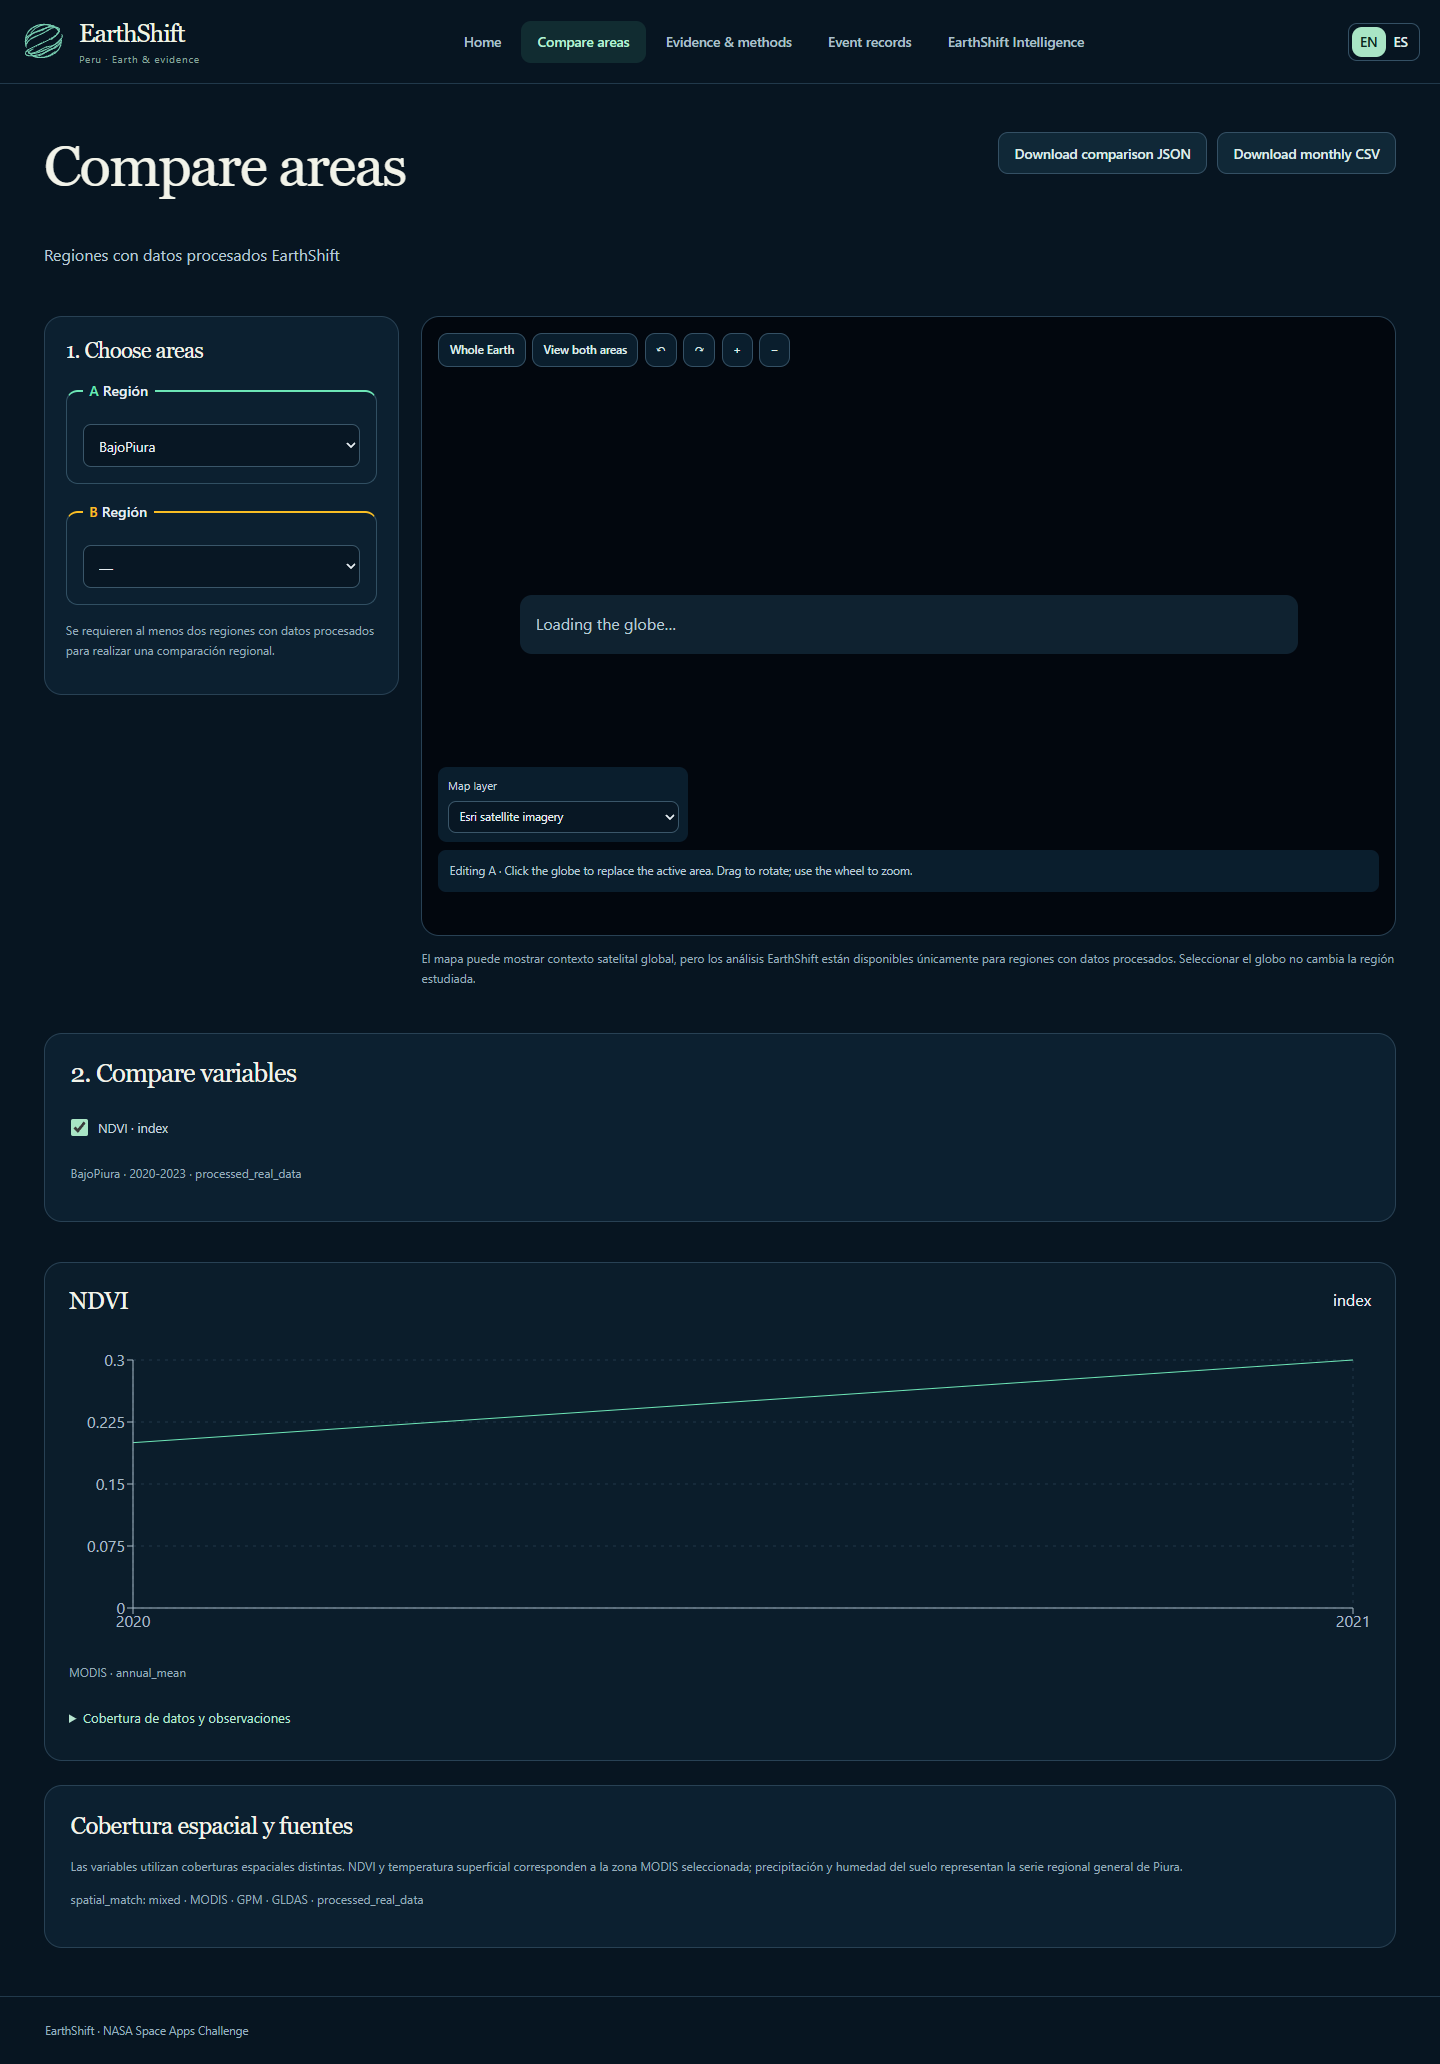 EarthShift
Peru · Earth & evidence
Home
Compare areas
Evidence & methods
Event records
EarthShift Intelligence
EN
ES
Compare areas
Download comparison JSON
Download monthly CSV
Regiones con datos procesados EarthShift
1. Choose areas
A Región
BajoPiura
B Región
—
Se requieren al menos dos regiones con datos procesados
para realizar una comparación regional.
Whole Earth
View both areas
↶
↷
+
−
Loading the globe...
Map layer
Esri satellite imagery
Editing A · Click the globe to replace the active area. Drag to rotate; use the wheel to zoom.
El mapa puede mostrar contexto satelital global, pero los análisis EarthShift están disponibles únicamente para regiones con datos procesados. Seleccionar el globo no cambia la región
estudiada.
2. Compare variables
NDVI · index
BajoPiura · 2020-2023 · processed_real_data
NDVI
index
0.3
0.225
0.15
0.075
0
2020
2021
MODIS · annual_mean
Cobertura de datos y observaciones
Cobertura espacial y fuentes
Las variables utilizan coberturas espaciales distintas. NDVI y temperatura superficial corresponden a la zona MODIS seleccionada; precipitación y humedad del suelo representan la serie regional general de Piura.
spatial_match: mixed · MODIS · GPM · GLDAS · processed_real_data
EarthShift · NASA Space Apps Challenge